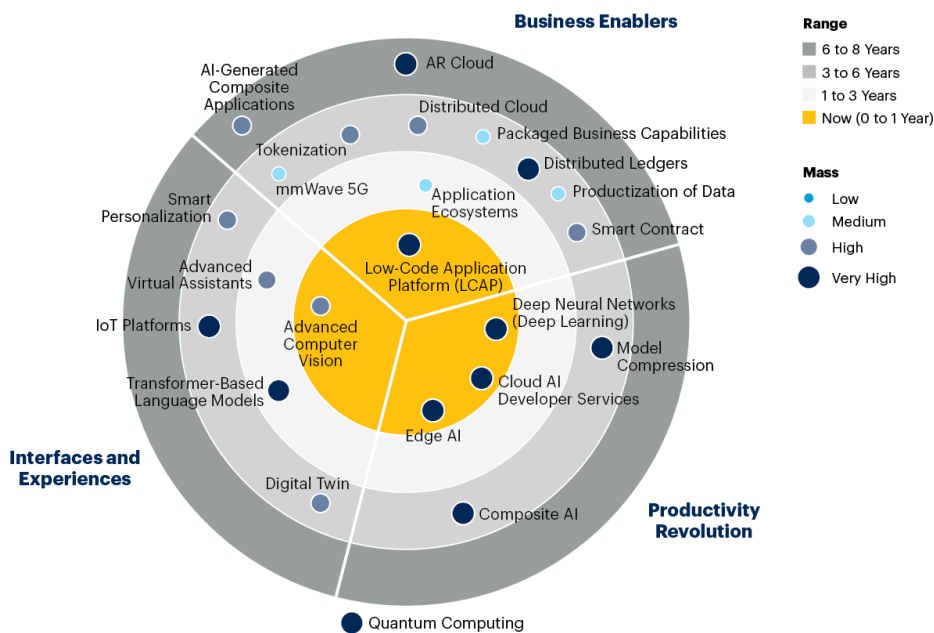 Business Enablers
Range
6 to 8 Years
3 to 6 Years
1 to 3 Years
Now (0 to 1 Year)
Mass
Low
Medium
High
Very High
AR Cloud
AI-Generated
Composite
Applications
Distributed Cloud
Packaged Business Capabilities
Tokenization
Distributed Ledgers
mmWave 5G
Application
Ecosystems
Productization of Data
Smart
Personalization
Smart Contract
Low-Code Application
Platform (LCAP)
Advanced
Virtual Assistants
Deep Neural Networks
(Deep Learning)
IoT Platforms
Advanced
Computer
Vision
Model
Compression
Transformer-Based
Language Models
Cloud AI
Developer Services
Edge AI
Interfaces and
Experiences
Digital Twin
Composite AI
Productivity
Revolution
Quantum Computing